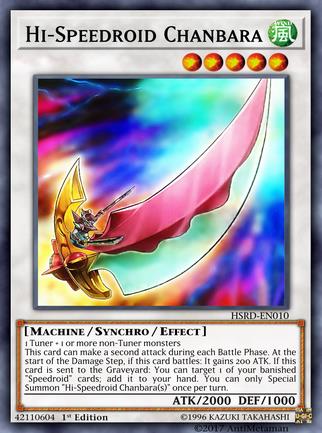 Hi-Speedroid Chanbara
WIND
風
HSRD-EN010
[Machine / Synchro / Effect]
1 Tuner + 1 or more non-Tuner monsters
This card can make a second attack during each Battle Phase. At the
start of the Damage Step, if this card battles: It gains 200 ATK. If this
card is sent to the Graveyard: You can target 1 of your banished
"Speedroid" cards; add it to your hand. You can only Special
Summon "Hi-Speedroid Chanbara(s)" once per turn.
ATK/2000 DEF/1000
42110604 1st Edition ©1996 KAZUKI TAKAHASHI
©2017 AntiMetaman